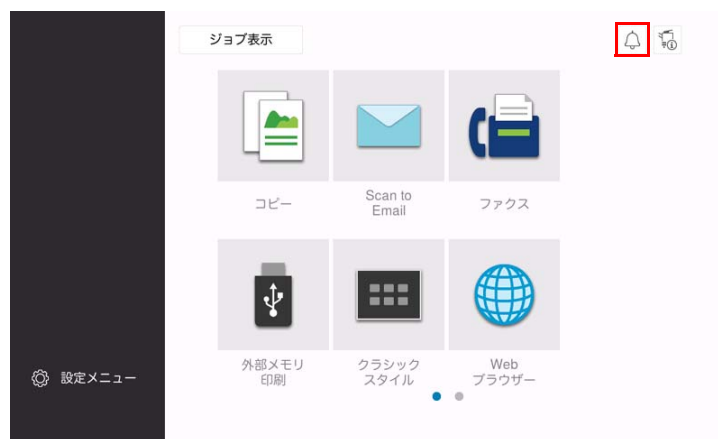 ジョブ表示
コピー
Scan to
Email
ファクス
外部メモリ
印刷
クラシック
スタイル
Web
ブラウザー
設定メニュー